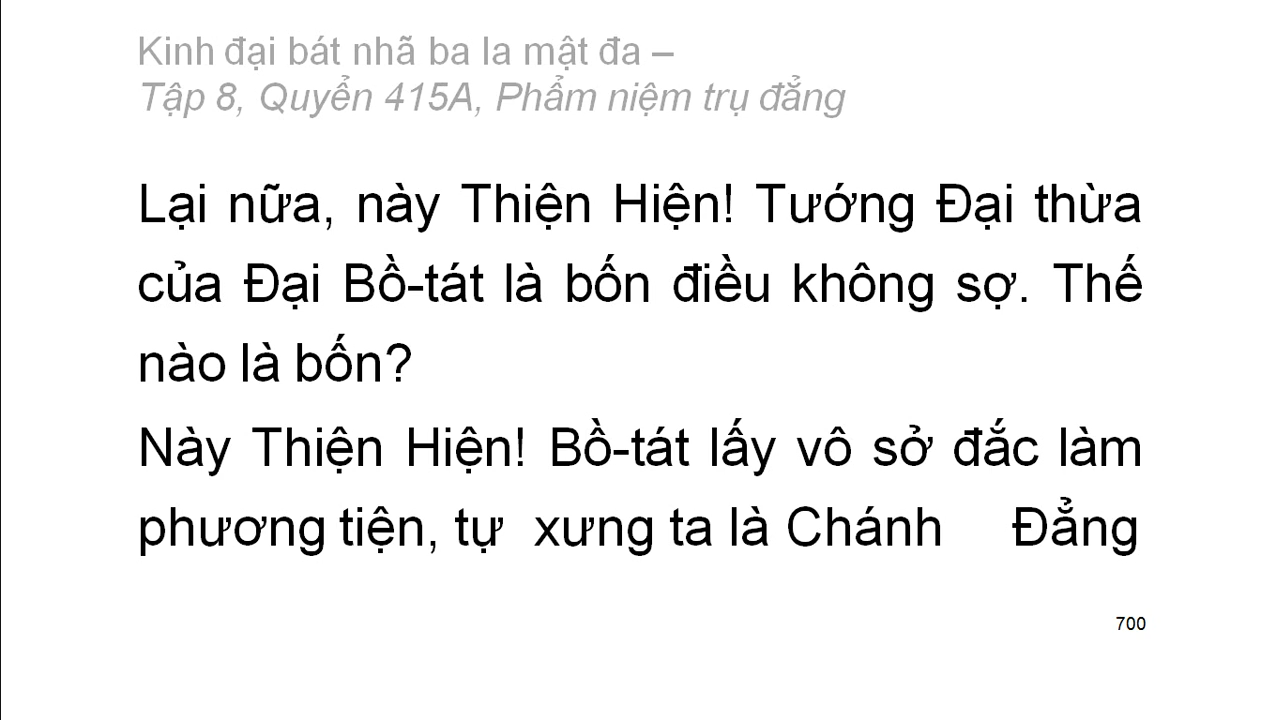 Kinh đại bát nhã ba la mật đa –
Tập 8, Quyển 415A, Phẩm niệm trụ đẳng
Lại nữa, này Thiện Hiện! Tướng Đại thừa
của Đại Bồ-tát là bốn điều không sợ. Thế
nào là bốn?
Này Thiện Hiện! Bồ-tát lấy vô sở đắc làm
phương tiện, tự xưng ta là Chánh Đẳng
700